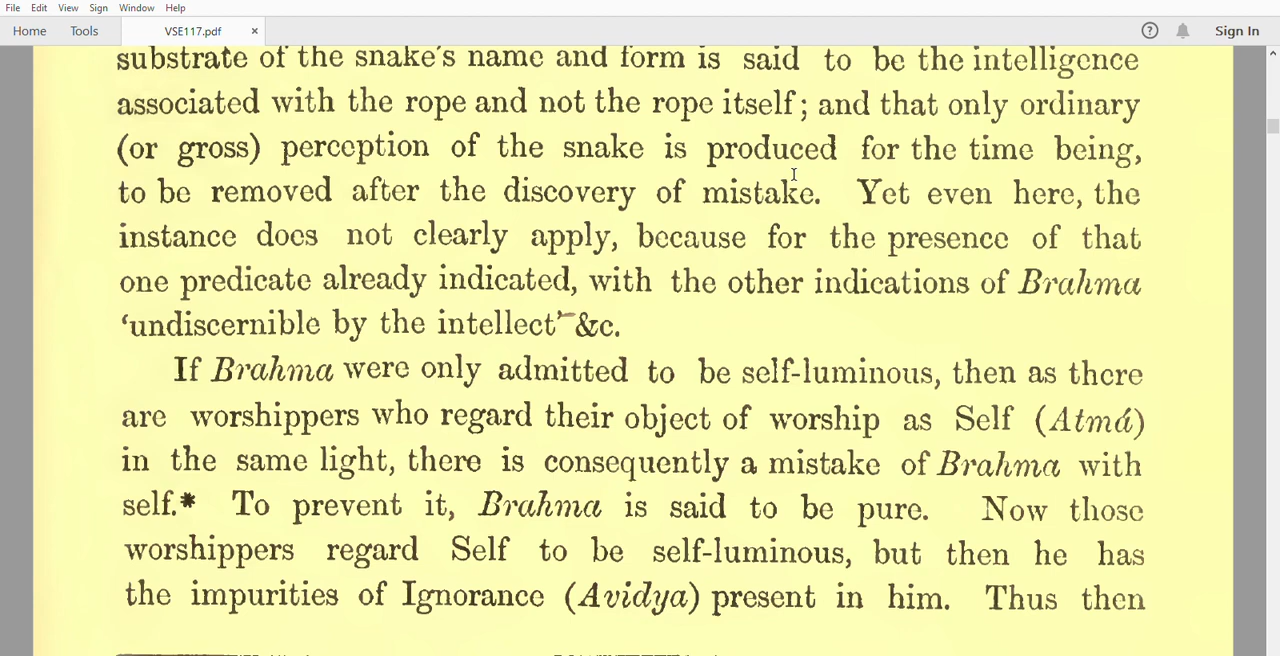 File Edit View Sign Window Help
Home Tools VSE117.pdf × ? Sign In
substrate of the snake's name and form is said to be the intelligence
associated with the rope and not the rope itself; and that only ordinary
(or gross) perception of the snake is produced for the time being,
to be removed after the discovery of mistake. Yet even here, the
instance does not clearly apply, because for the presence of that
one predicate already indicated, with the other indications of Brahma
‘undiscernible by the intellect’ &c.
If Brahma were only admitted to be self-luminous, then as there
are worshippers who regard their object of worship as Self (Atmá)
in the same light, there is consequently a mistake of Brahma with
self.* To prevent it, Brahma is said to be pure. Now those
worshippers regard Self to be self-luminous, but then he has
the impurities of Ignorance (Avidya) present in him. Thus then